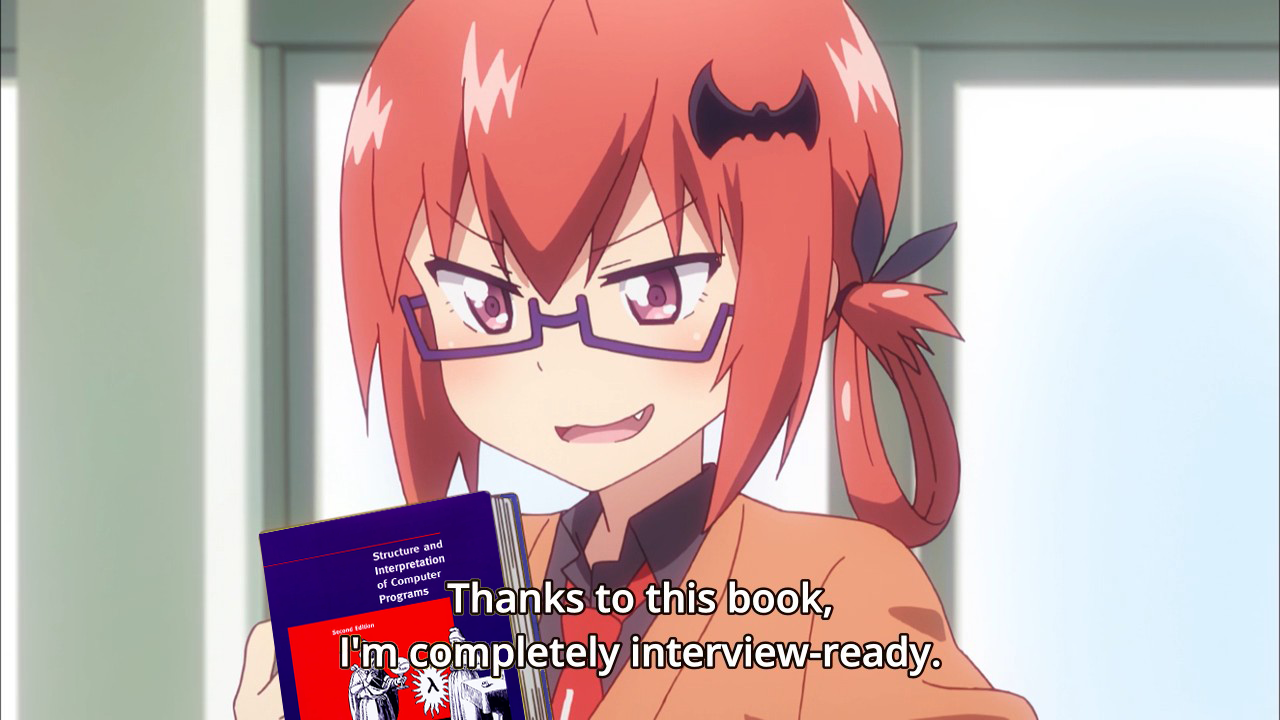 Structure and
Interpretation
of Computer
Programs
Second Edition
λ
Thanks to this book,
I'm completely interview-ready.